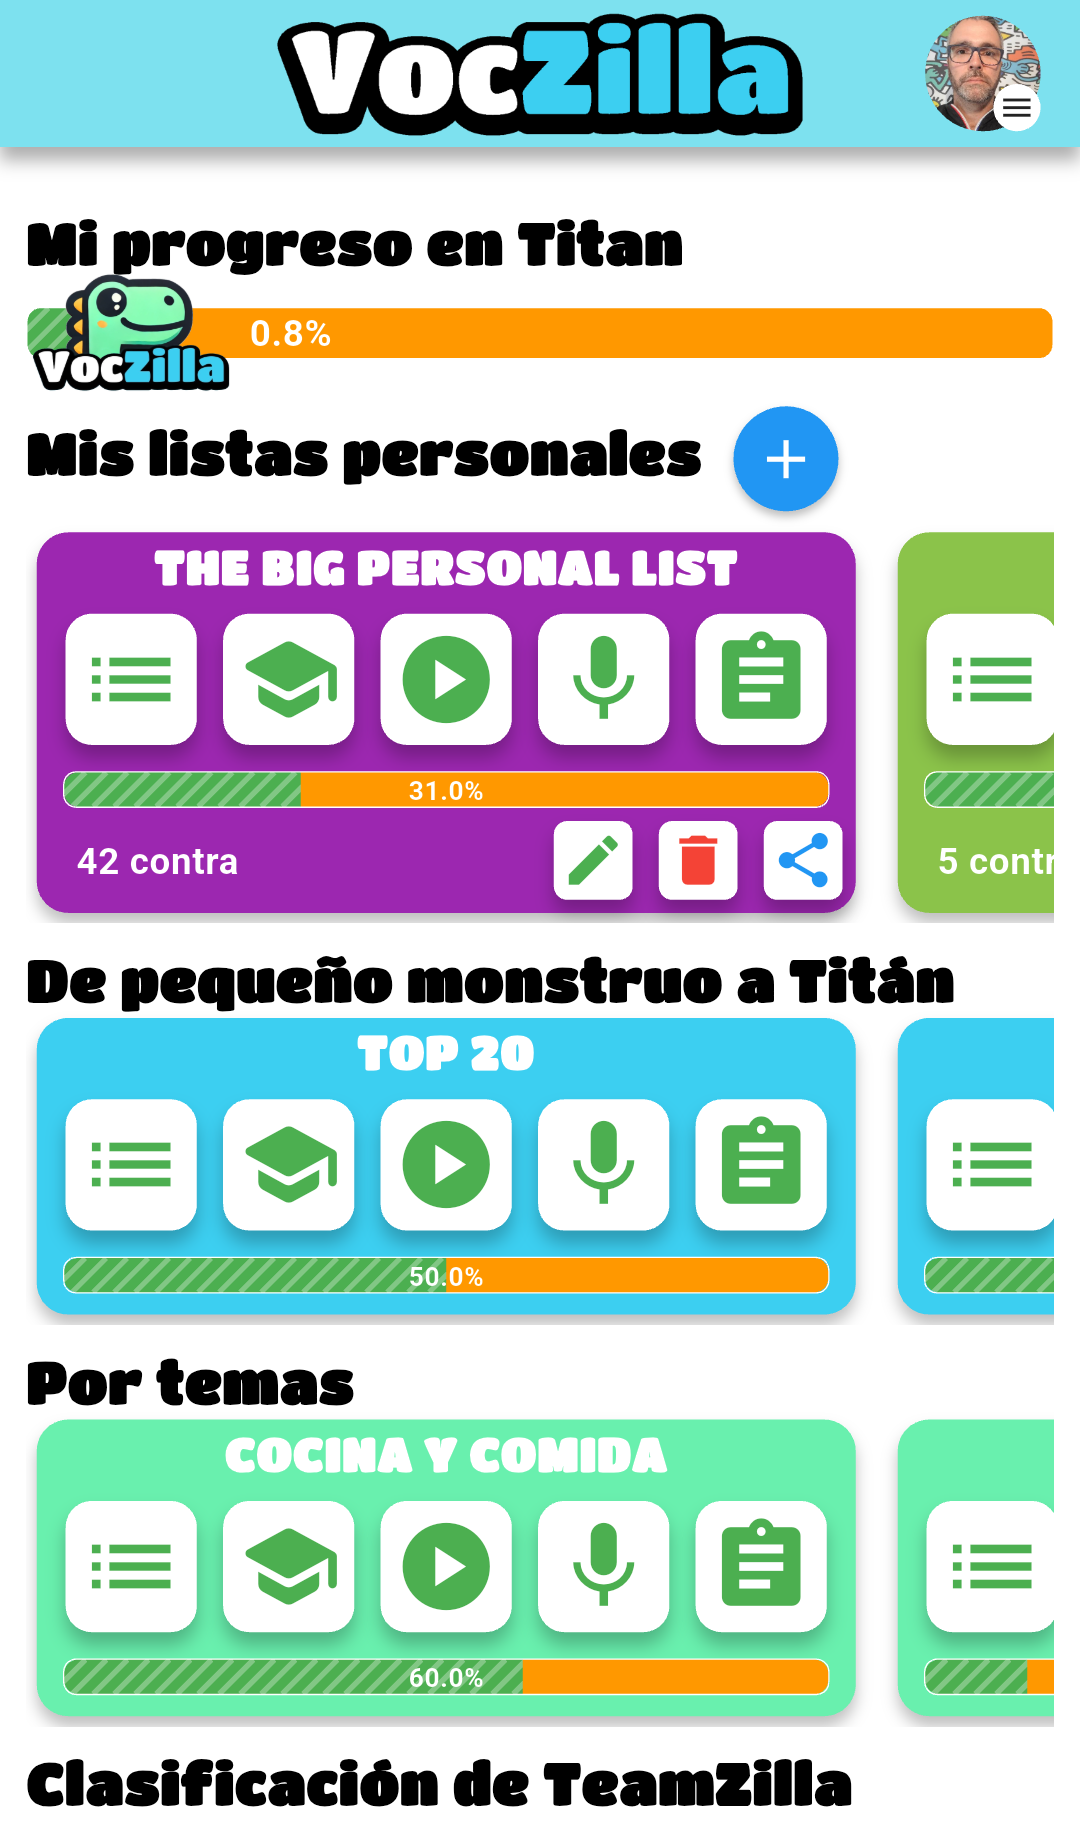 VocZilla
Mi progreso en Titan
0.8%
VocZilla
Mis listas personales
THE BIG PERSONAL LIST
31.0%
42 contra
5 contr
De pequeño monstruo a Titán
TOP 20
50.0%
Por temas
COCINA Y COMIDA
60.0%
Clasificación de TeamZilla